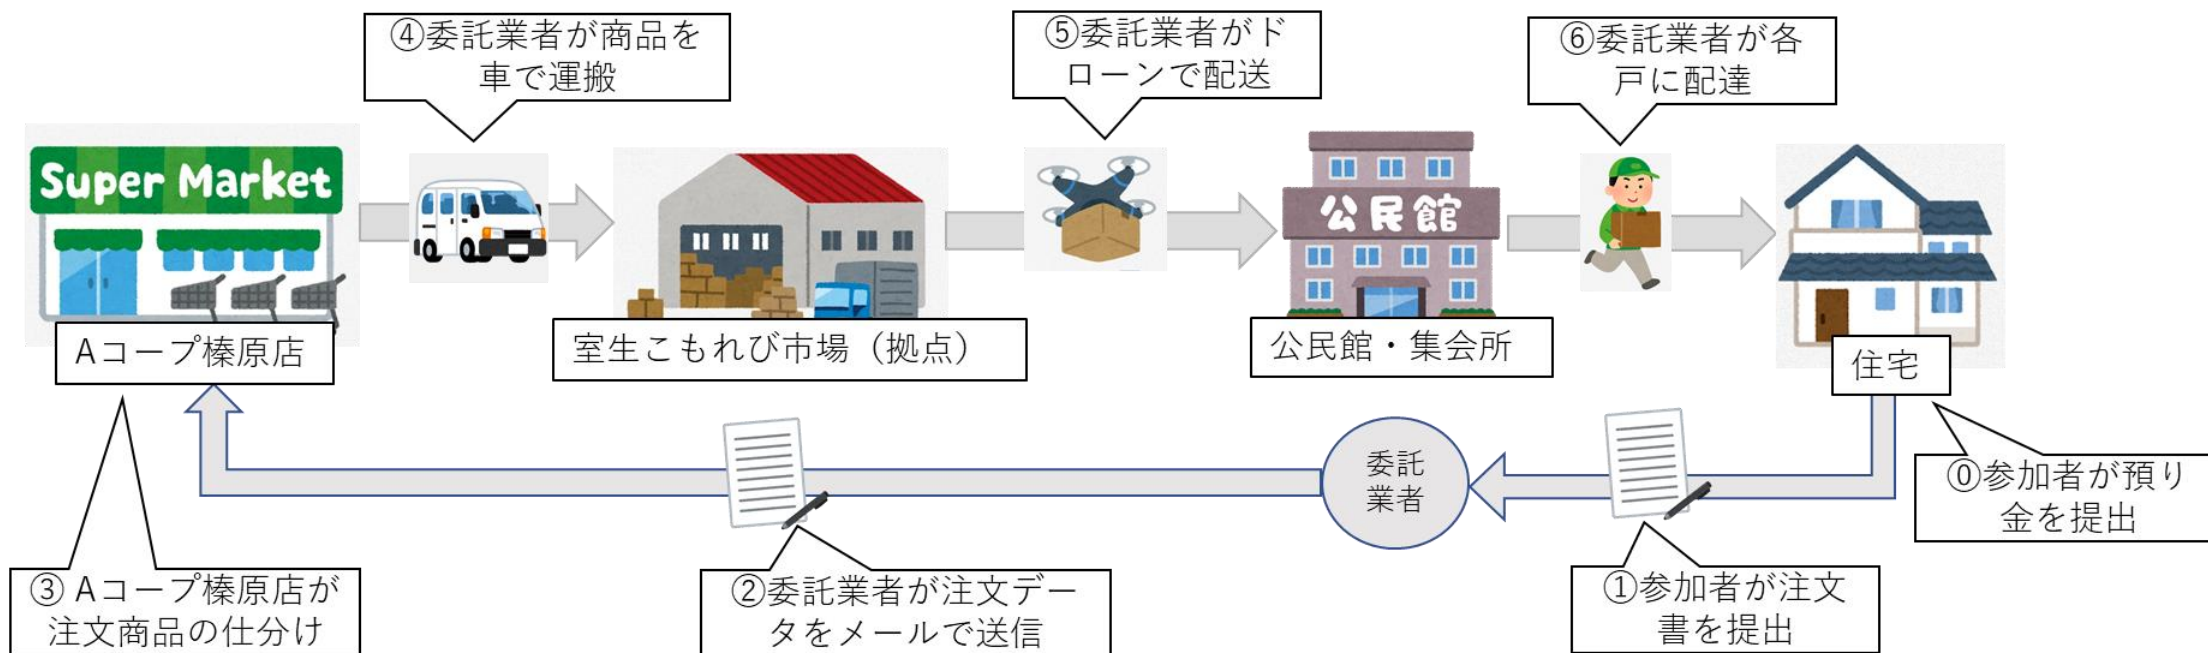 ④委託業者が商品を
車で運搬
⑤委託業者がド
ローンで配送
⑥委託業者が各
戸に配達
Super Market
公民館
Aコープ榛原店
室生こもれび市場（拠点）
公民館・集会所
住宅
委託
業者
⓪参加者が預り
金を提出
③ Aコープ榛原店が
注文商品の仕分け
②委託業者が注文デー
タをメールで送信
①参加者が注文
書を提出